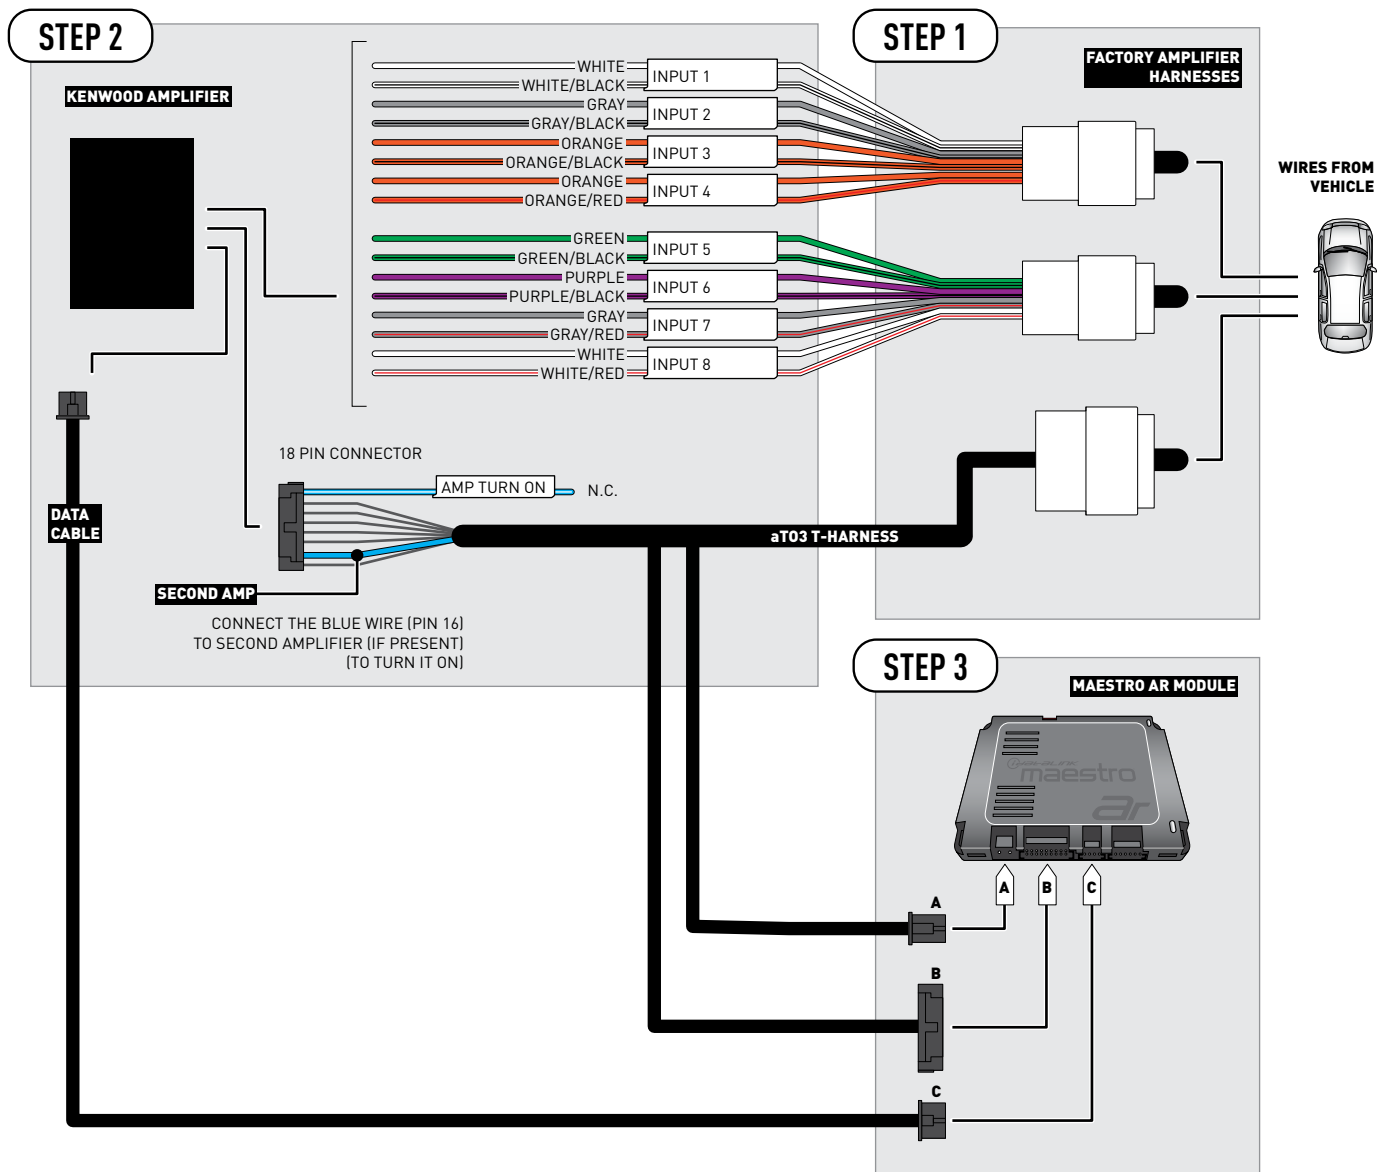 STEP 2
STEP 1
FACTORY AMPLIFIER
HARNESSES
KENWOOD AMPLIFIER
WHITE
WHITE/BLACK
INPUT 1
GRAY
GRAY/BLACK
INPUT 2
ORANGE
ORANGE/BLACK
INPUT 3
ORANGE
ORANGE/RED
INPUT 4
WIRES FROM
VEHICLE
GREEN
GREEN/BLACK
INPUT 5
PURPLE
PURPLE/BLACK
INPUT 6
GRAY
GRAY/RED
INPUT 7
WHITE
WHITE/RED
INPUT 8
18 PIN CONNECTOR
AMP TURN ON
N.C.
DATA
CABLE
aT03 T-HARNESS
SECOND AMP
CONNECT THE BLUE WIRE (PIN 16)
TO SECOND AMPLIFIER (IF PRESENT)
(TO TURN IT ON)
STEP 3
MAESTRO AR MODULE
maestro
ar
A
B
C
A
B
C